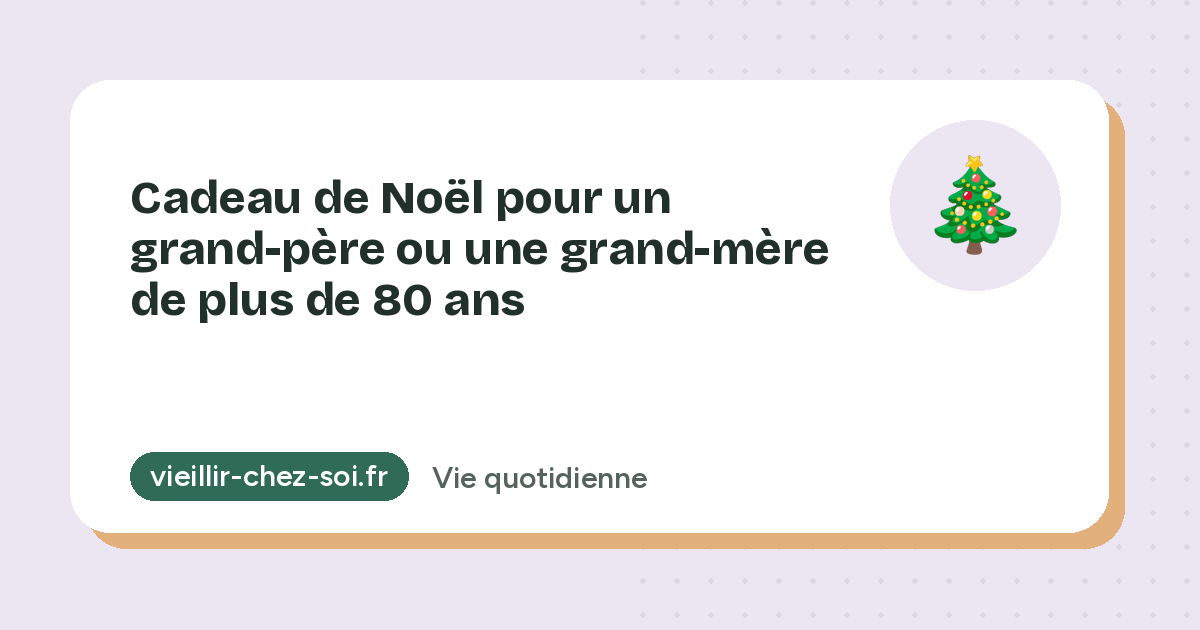 Cadeau de Noël pour un
grand-père ou une grand-mère
de plus de 80 ans
vieillir-chez-soi.fr
Vie quotidienne